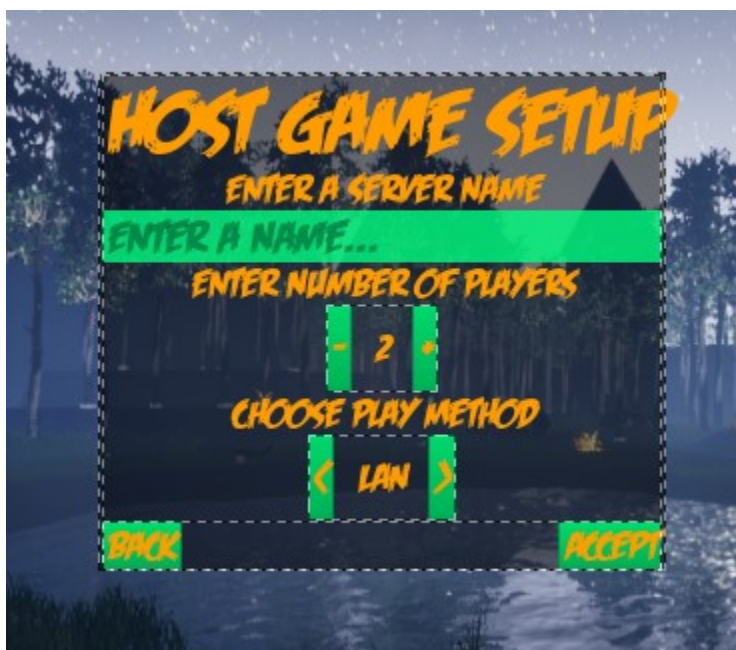 HOST GAME SETUP
ENTER A SERVER NAME
ENTER A NAME...
ENTER NUMBER OF PLAYERS
- 2 +
CHOOSE PLAY METHOD
< LAN >
BACK ACCEPT